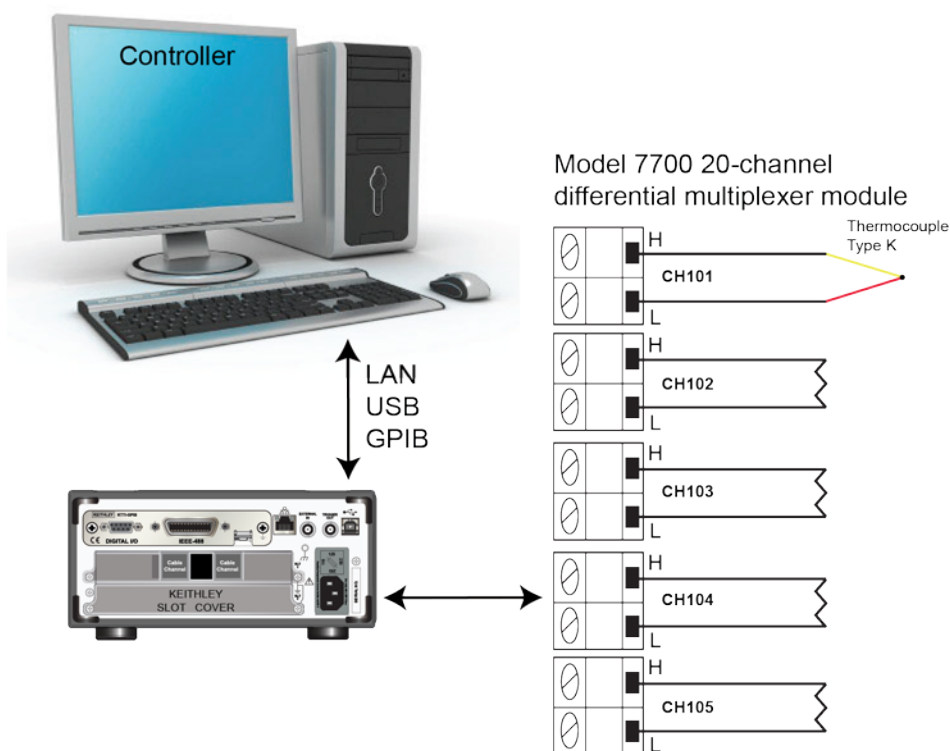 Controller
LAN
USB
GPIB
KEITHLEY
DIGITAL I/O
IEEE-488
Cable
Channel
Cable
Channel
KEITHLEY
SLOT COVER
Model 7700 20-channel
differential multiplexer module
Thermocouple
Type K
H
CH101
L
H
CH102
L
H
CH103
L
H
CH104
L
H
CH105
L